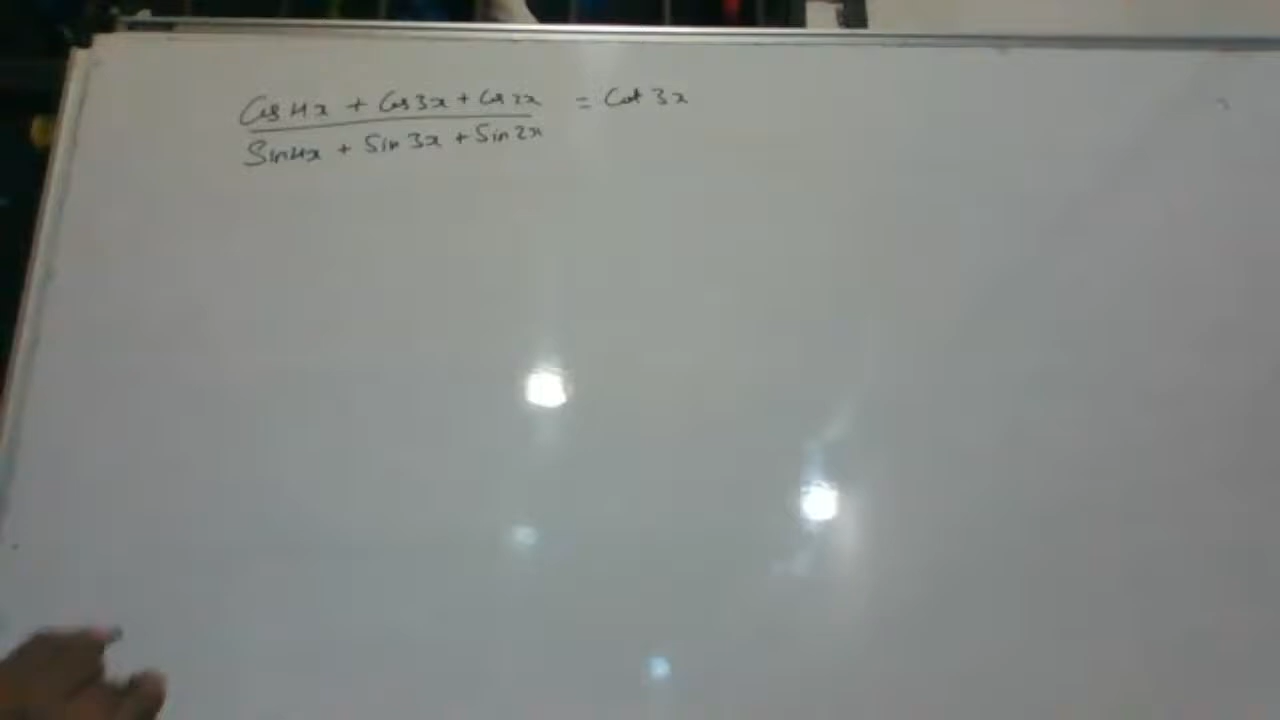 Cos 4x + Cos 3x + Cos 2x = Cot 3x
Sin 4x + Sin 3x + Sin 2x